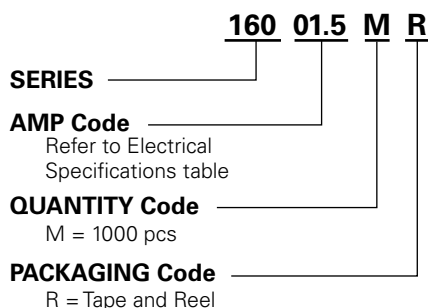 160 01.5 M R
SERIES
AMP Code
Refer to Electrical
Specifications table
QUANTITY Code
M = 1000 pcs
PACKAGING Code
R = Tape and Reel